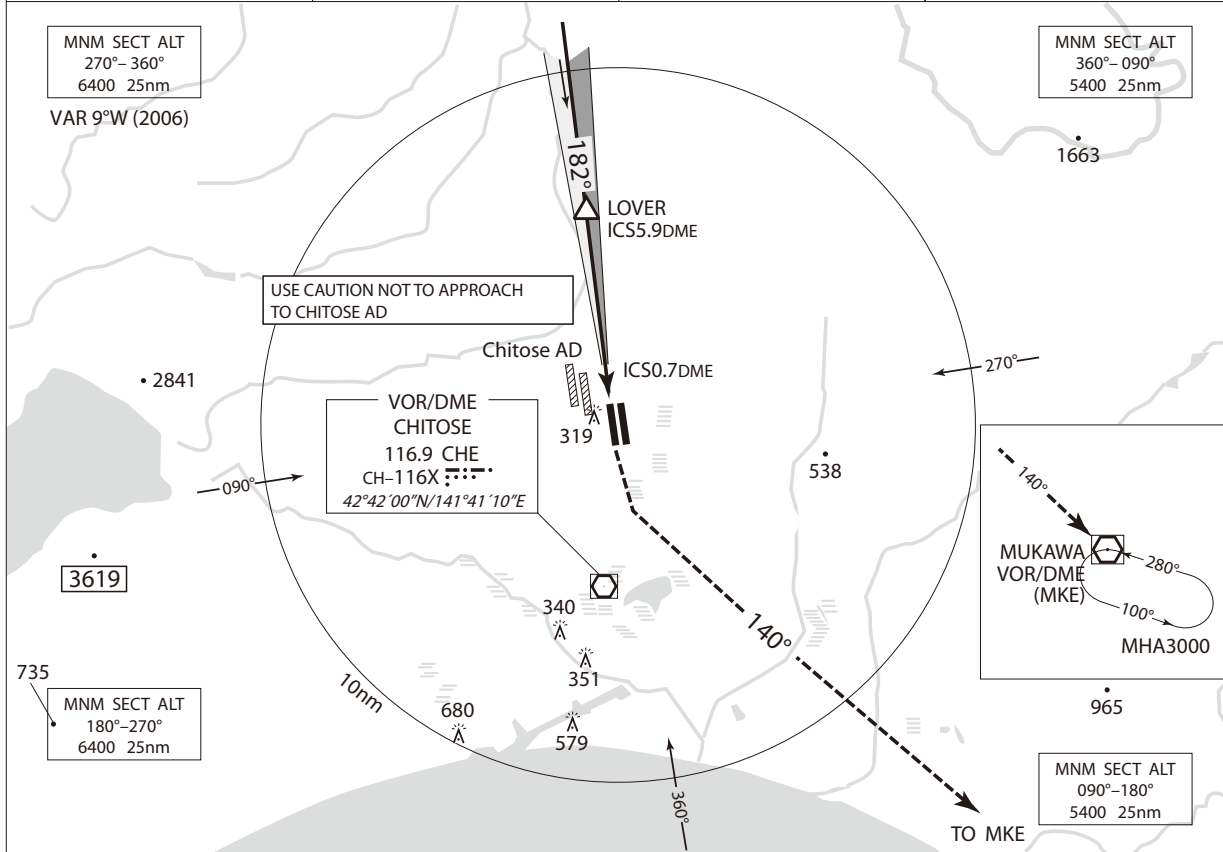 MNM SECT ALT
270°– 360°
6400 25nm
VAR 9°W (2006)
MNM SECT ALT
360°– 090°
5400 25nm
1663
182°
LOVER
ICS5.9DME
USE CAUTION NOT TO APPROACH
TO CHITOSE AD
Chitose AD
ICS0.7DME
270°
2841
VOR/DME
CHITOSE
116.9 CHE
CH–116X
42°42´00”N/141°41´10”E
319
538
090°
140°
MUKAWA
VOR/DME
(MKE)
280°
100°
MHA3000
3619
340
351
140°
735
MNM SECT ALT
180°–270°
6400 25nm
10nm
680
579
965
360°
MNM SECT ALT
090°–180°
5400 25nm
TO MKE